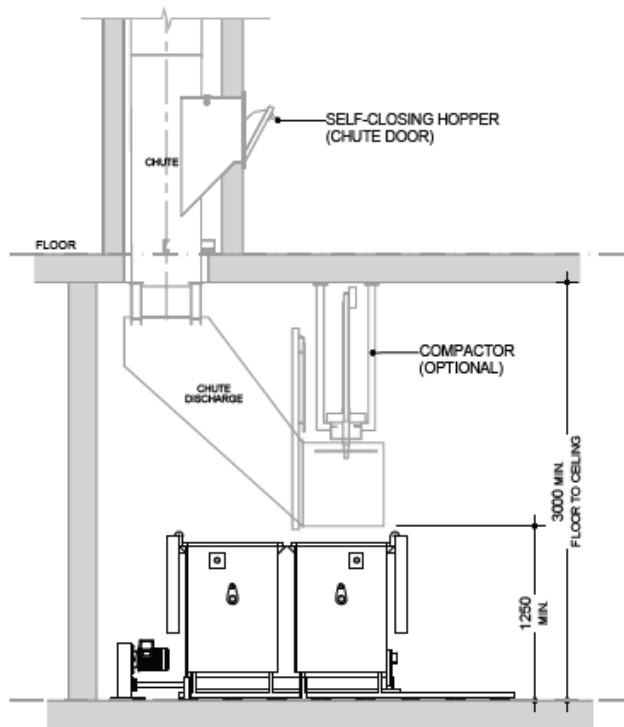 SELF-CLOSING HOPPER
(CHUTE DOOR)
CHUTE
FLOOR
COMPACTOR
(OPTIONAL)
CHUTE
DISCHARGE
3000 MIN.
FLOOR TO CEILING
1250
MIN.